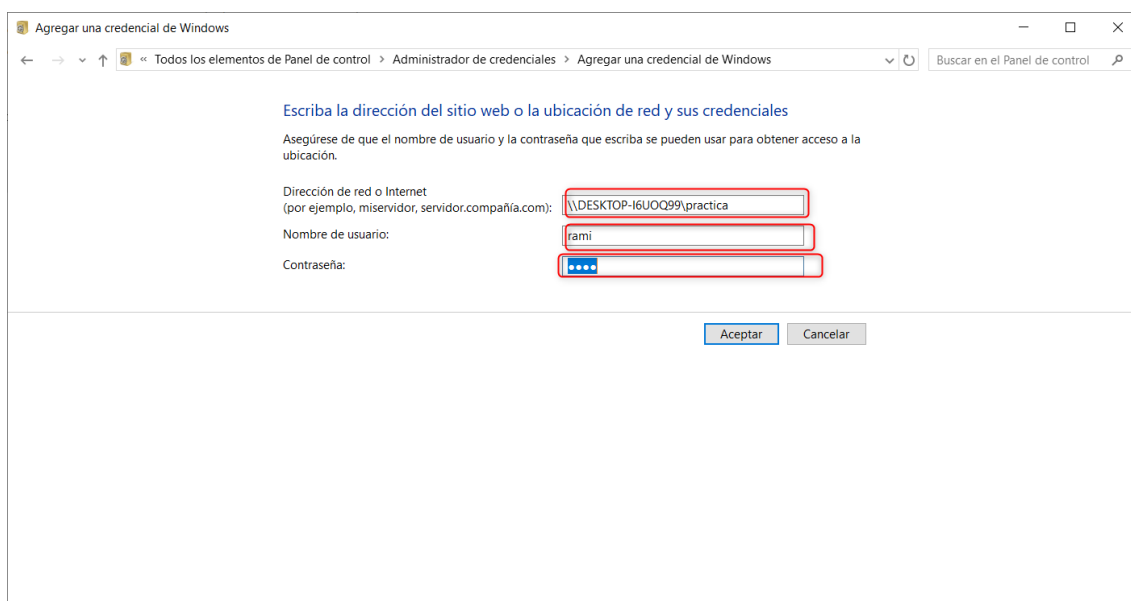 Agregar una credencial de Windows
« Todos los elementos de Panel de control > Administrador de credenciales > Agregar una credencial de Windows
Buscar en el Panel de control
Escriba la dirección del sitio web o la ubicación de red y sus credenciales
Asegúrese de que el nombre de usuario y la contraseña que escriba se pueden usar para obtener acceso a la
ubicación.
Dirección de red o Internet
(por ejemplo, miservidor, servidor.compañía.com):
\\DESKTOP-I6UOQ99\practica
Nombre de usuario:
rami
Contraseña:
●●●●
Aceptar
Cancelar